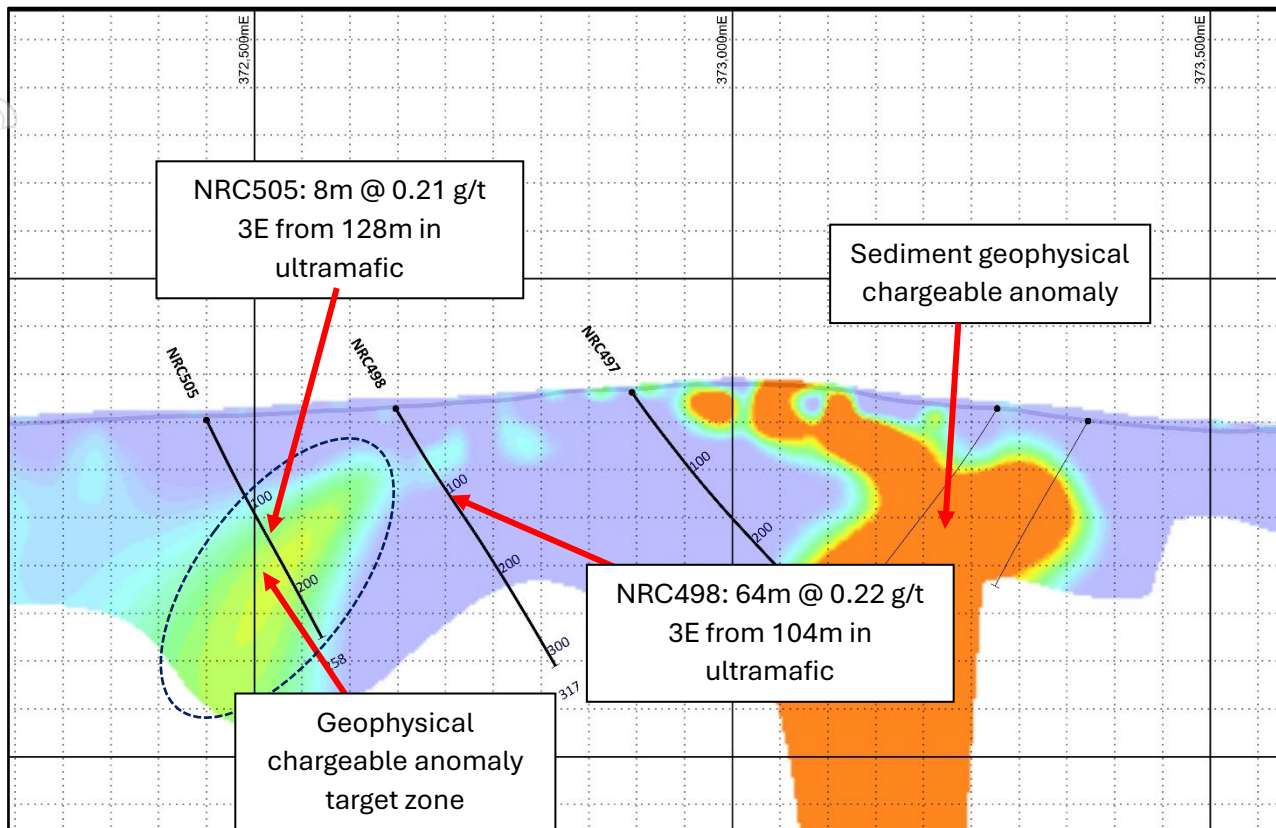 372,500mE
373,000mE
373,500mE
NRC505: 8m @ 0.21 g/t
3E from 128m in
ultramafic
Sediment geophysical
chargeable anomaly
NRC505
NRC498
NRC497
100
200
258
100
200
300
317
100
200
NRC498: 64m @ 0.22 g/t
3E from 104m in
ultramafic
Geophysical
chargeable anomaly
target zone